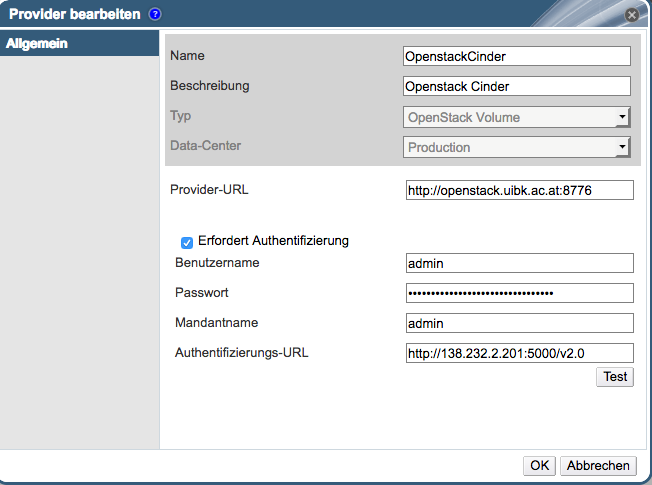 Provider bearbeiten ?
Allgemein
Name OpenstackCinder
Beschreibung Openstack Cinder
Typ OpenStack Volume
Data-Center Production
Provider-URL http://openstack.uibk.ac.at:8776
Erfordert Authentifizierung
Benutzername admin
Passwort ••••••••••••••••••••••••••••••••
Mandantname admin
Authentifizierungs-URL http://138.232.2.201:5000/v2.0
Test
OK Abbrechen